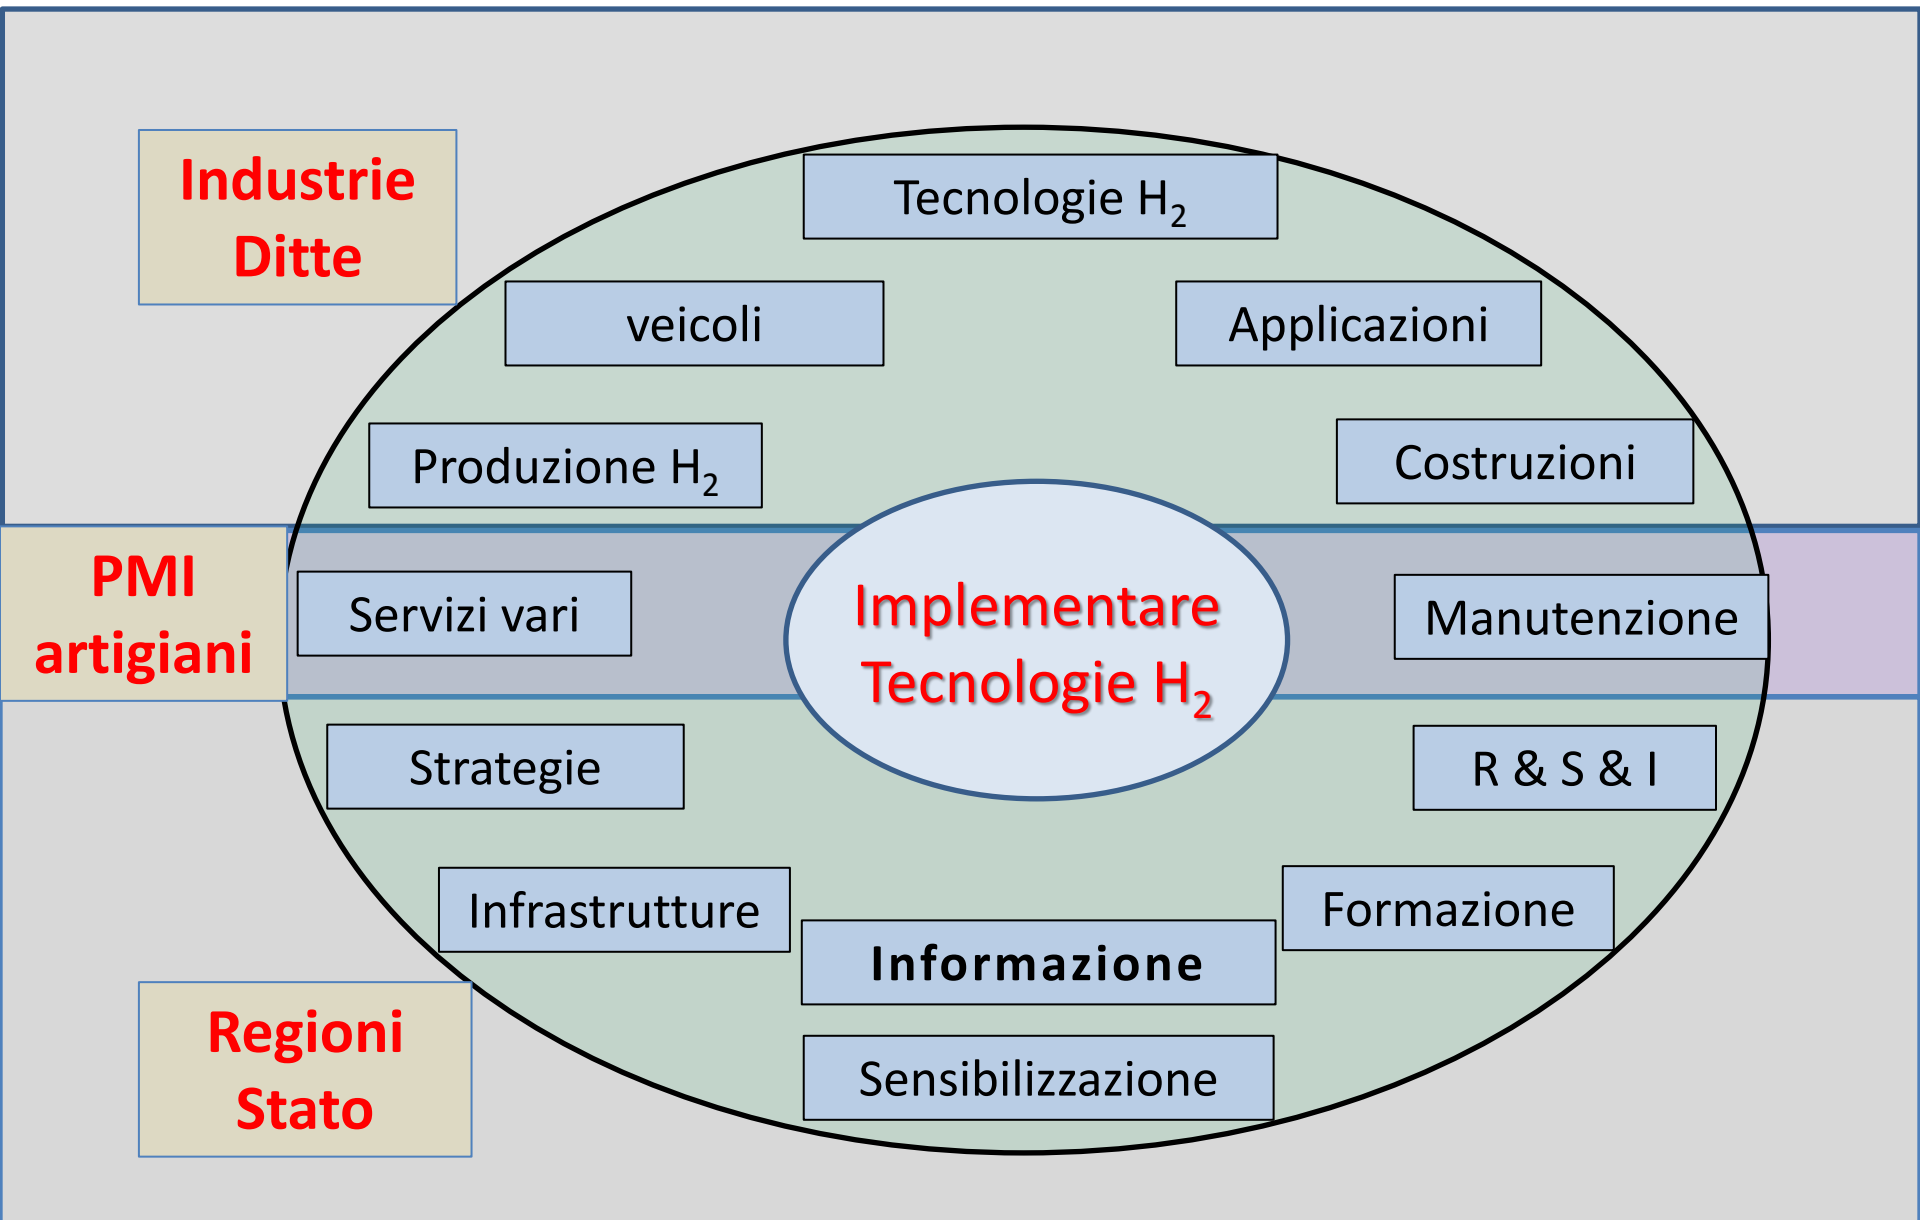 Industrie
Ditte
Tecnologie H₂
veicoli
Applicazioni
Produzione H₂
Costruzioni
PMI
artigiani
Servizi vari
Implementare
Tecnologie H₂
Manutenzione
Strategie
R & S & I
Infrastrutture
Informazione
Formazione
Regioni
Stato
Sensibilizzazione